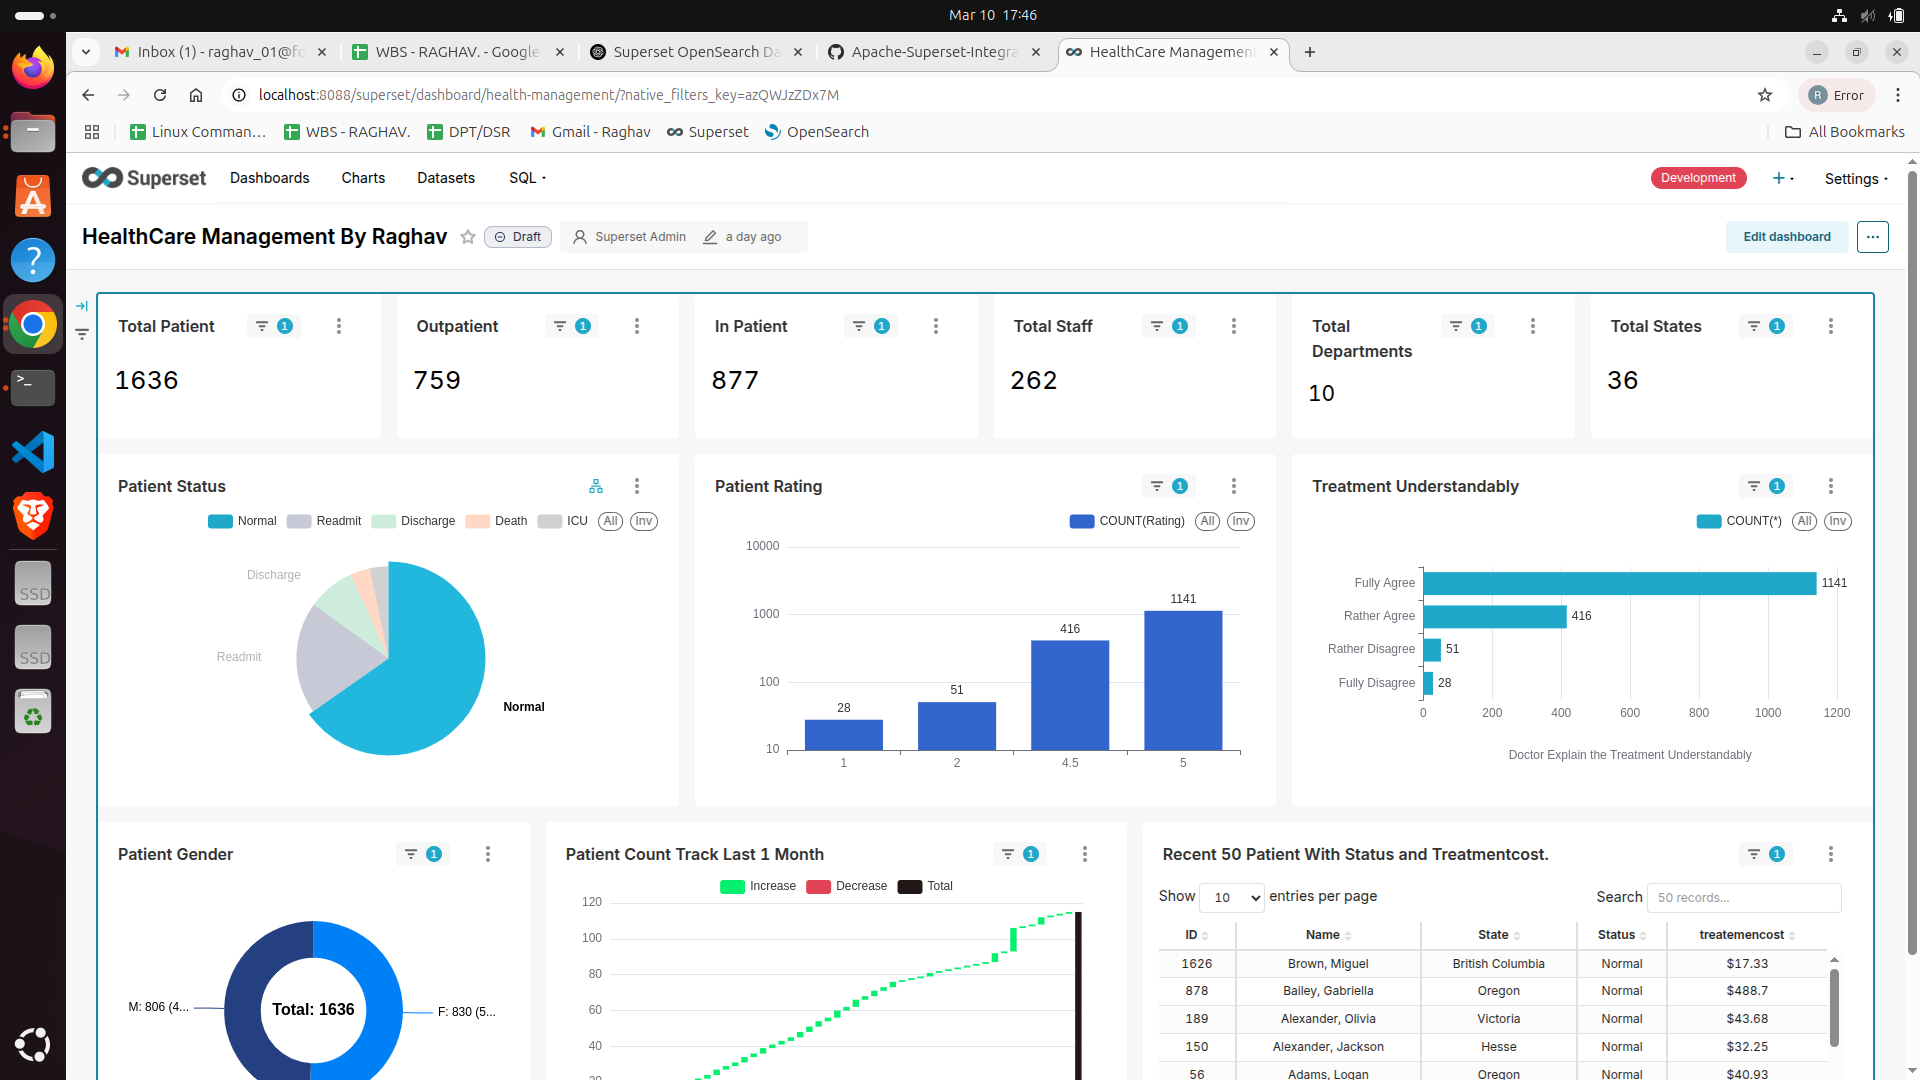 Mar 10 17:46
Inbox (1) - raghav_01@fo
WBS - RAGHAV. - Google
Superset OpenSearch Da
Apache-Superset-Integra
HealthCare Management
localhost:8088/superset/dashboard/health-management/?native_filters_key=azQWJzZDx7M
R Error
Linux Comman...
WBS - RAGHAV.
DPT/DSR
Gmail - Raghav
Superset
OpenSearch
All Bookmarks
Superset
Dashboards
Charts
Datasets
SQL
Development
Settings
HealthCare Management By Raghav
Draft
Superset Admin
a day ago
Edit dashboard
Total Patient 1
1636
Outpatient 1
759
In Patient 1
877
Total Staff 1
262
Total Departments 1
10
Total States 1
36
Patient Status
Normal Readmit Discharge Death ICU All Inv
Discharge
Readmit
Normal
Patient Rating 1
COUNT(Rating) All Inv
10000
1000
100
10
28
51
416
1141
1 2 4.5 5
Treatment Understandably 1
COUNT(*) All Inv
Fully Agree 1141
Rather Agree 416
Rather Disagree 51
Fully Disagree 28
0 200 400 600 800 1000 1200
Doctor Explain the Treatment Understandably
Patient Gender 1
M: 806 (4...
Total: 1636
F: 830 (5...
Patient Count Track Last 1 Month 1
Increase Decrease Total
120
100
80
60
40
20
Recent 50 Patient With Status and Treatmentcost. 1
Show 10 entries per page
Search 50 records...
ID Name State Status treatemencost
1626 Brown, Miguel British Columbia Normal $17.33
878 Bailey, Gabriella Oregon Normal $488.7
189 Alexander, Olivia Victoria Normal $43.68
150 Alexander, Jackson Hesse Normal $32.25
56 Adams, Logan Oregon Normal $40.93
SSD
SSD